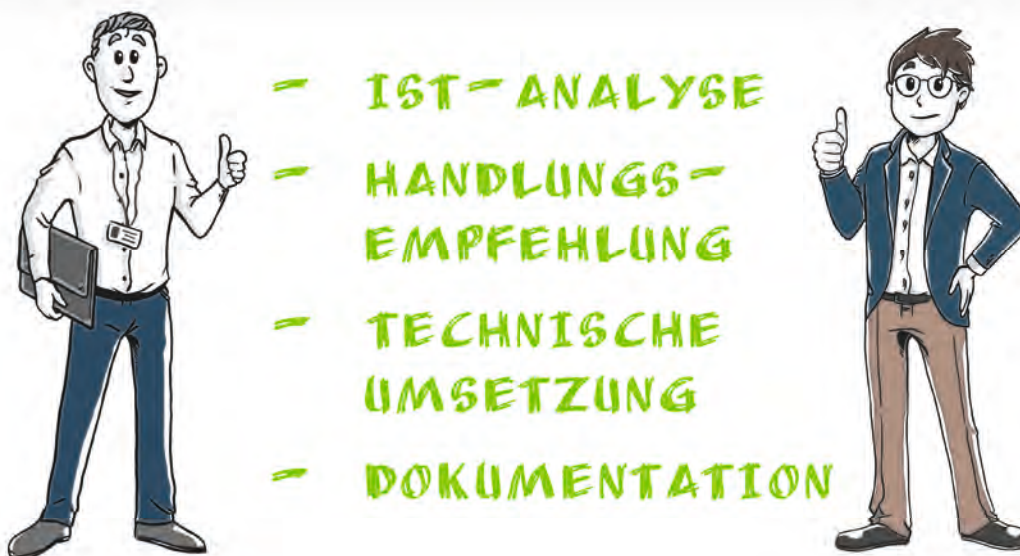 - IST-ANALYSE
- HANDLUNGS-
EMPFEHLUNG
- TECHNISCHE
UMSETZUNG
- DOKUMENTATION